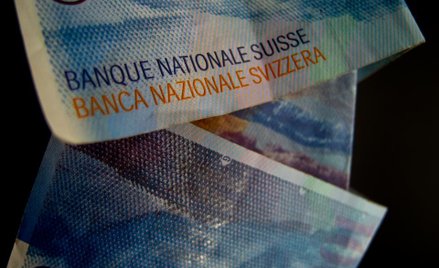 BANQUE NATIONALE SUISSE
BANCA NAZIONALE SVIZZERA